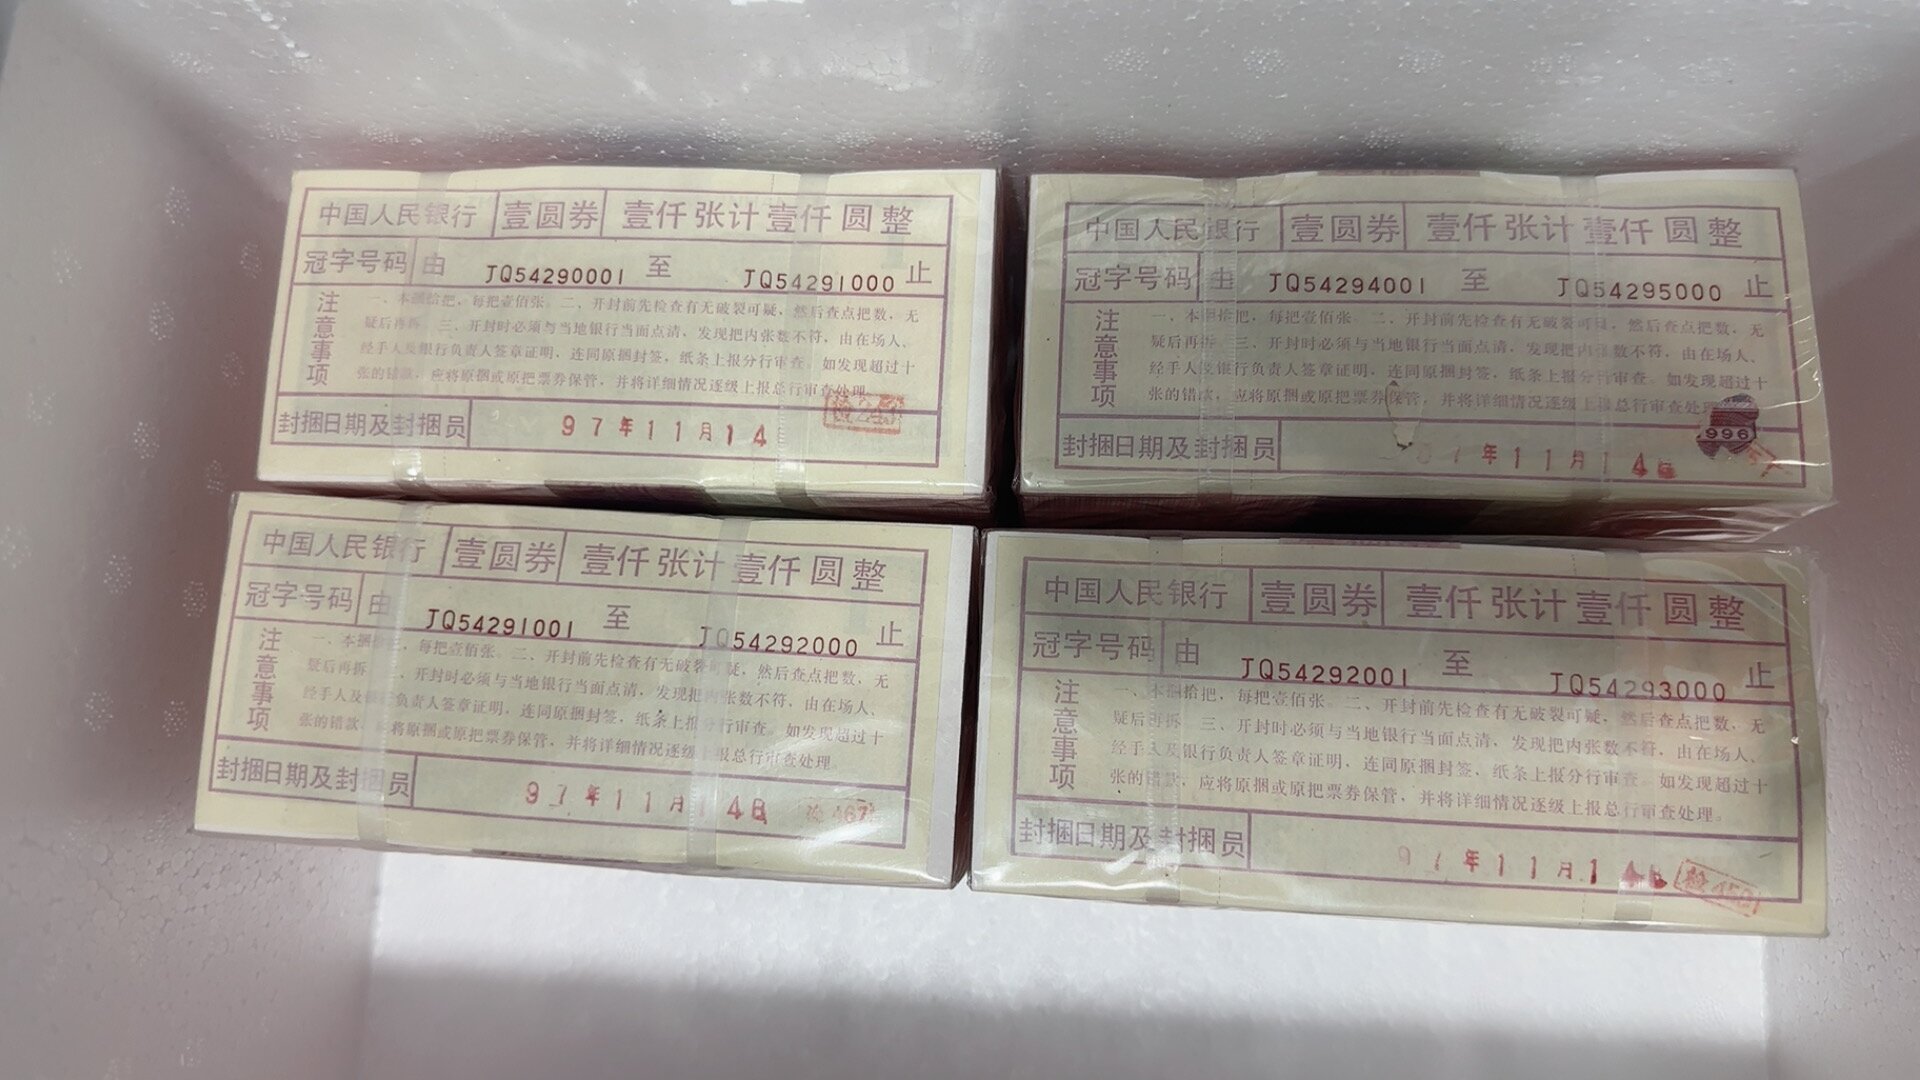 中国人民银行 壹圆券 壹仟张计壹仟圆整
冠字号码 由 JQ54290001 至 JQ54291000 止
注意事项
一、本捆拾把，每把壹佰张。二、开封前先检查有无破裂可疑，然后查点把数，无
疑后再拆。三、开封时必须与当地银行当面点清、发现把内张数不符，由在场人、
经手人及银行负责人签章证明，连同原捆封签，纸条上报分行审查。如发现超过十
张的错款，应将原捆或原把票券保管，并将详细情况逐级上报总行审查处理。
封捆日期及封捆员 97年11月14
中国人民银行 壹圆券 壹仟张计壹仟圆整
冠字号码 由 JQ54294001 至 JQ54295000 止
注意事项
一、本捆拾把，每把壹佰张。二、开封前先检查有无破裂可疑，然后查点把数，无
疑后再拆。三、开封时必须与当地银行当面点清，发现把内张数不符，由在场人、
经手人及银行负责人签章证明，连同原捆封签，纸条上报分行审查。如发现超过十
张的错款，应将原捆或原把票券保管，并将详细情况逐级上报总行审查处
封捆日期及封捆员 7年11月14
996
中国人民银行 壹圆券 壹仟张计壹仟圆整
冠字号码 由 JQ54291001 至 JQ54292000 止
注意事项
一、本捆拾把，每把壹佰张。二、开封前先检查有无破裂可疑，然后查点把数，无
疑后再拆 开封时必须与当地银行当面点清，发现把内张数不符，由在场人、
经手人及银行负责人签章证明，连同原捆封签，纸条上报分行审查。如发现超过十
张的错款，应将原捆或原把票券保管，并将详细情况逐级上报总行审查处理。
封捆日期及封捆员 97年11月14日 467
中国人民银行 壹圆券 壹仟张计壹仟圆整
冠字号码 由 JQ54292001 至 JQ54293000 止
注意事项
一、本捆拾把，每把壹佰张。二、开封前先检查有无破裂可疑，然后查点把数，无
疑后再拆。三、开封时必须与当地银行当面点清，发现把内张数不符，由在场人、
经手人及银行负责人签章证明，连同原捆封签，纸条上报分行审查。如发现超过十
张的错款，应将原捆或原把票券保管，并将详细情况逐级上报总行审查处理。
封捆日期及封捆员 97年11月14